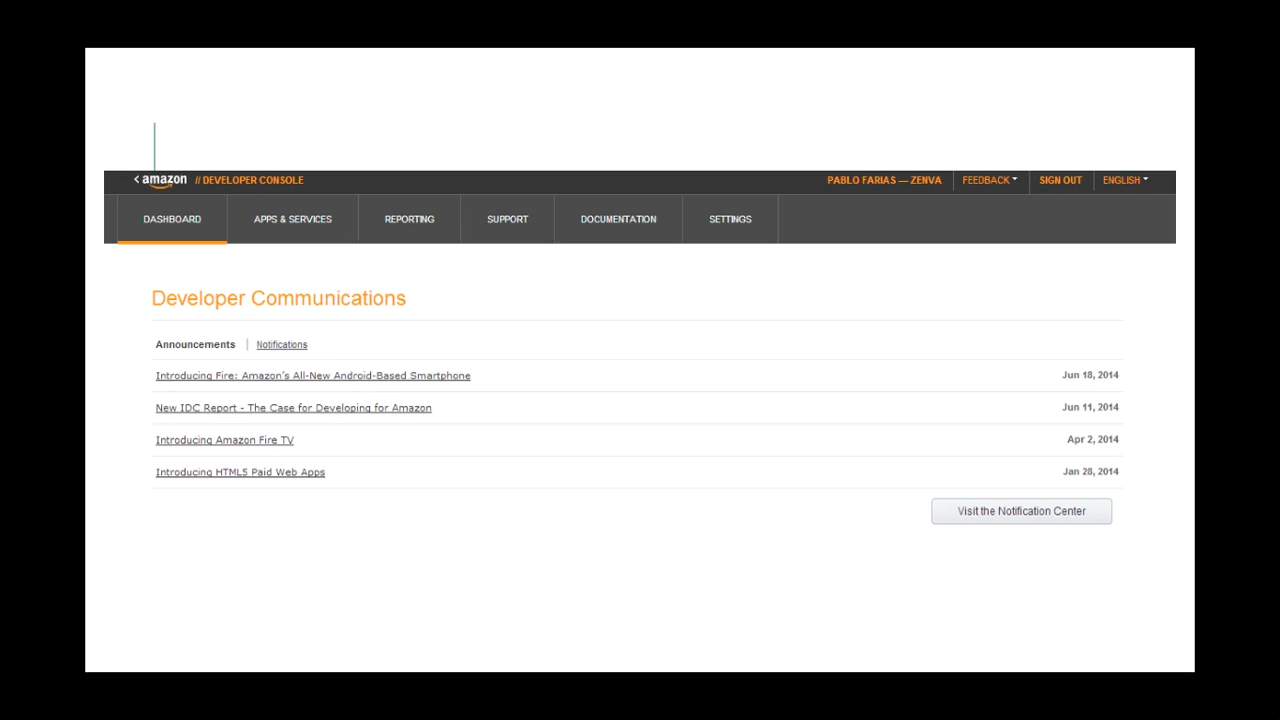 < amazon // DEVELOPER CONSOLE PABLO FARIAS — ZENVA FEEDBACK SIGN OUT ENGLISH
DASHBOARD APPS & SERVICES REPORTING SUPPORT DOCUMENTATION SETTINGS
Developer Communications
Announcements | Notifications
Introducing Fire: Amazon's All-New Android-Based Smartphone Jun 18, 2014
New IDC Report - The Case for Developing for Amazon Jun 11, 2014
Introducing Amazon Fire TV Apr 2, 2014
Introducing HTML5 Paid Web Apps Jan 28, 2014
Visit the Notification Center